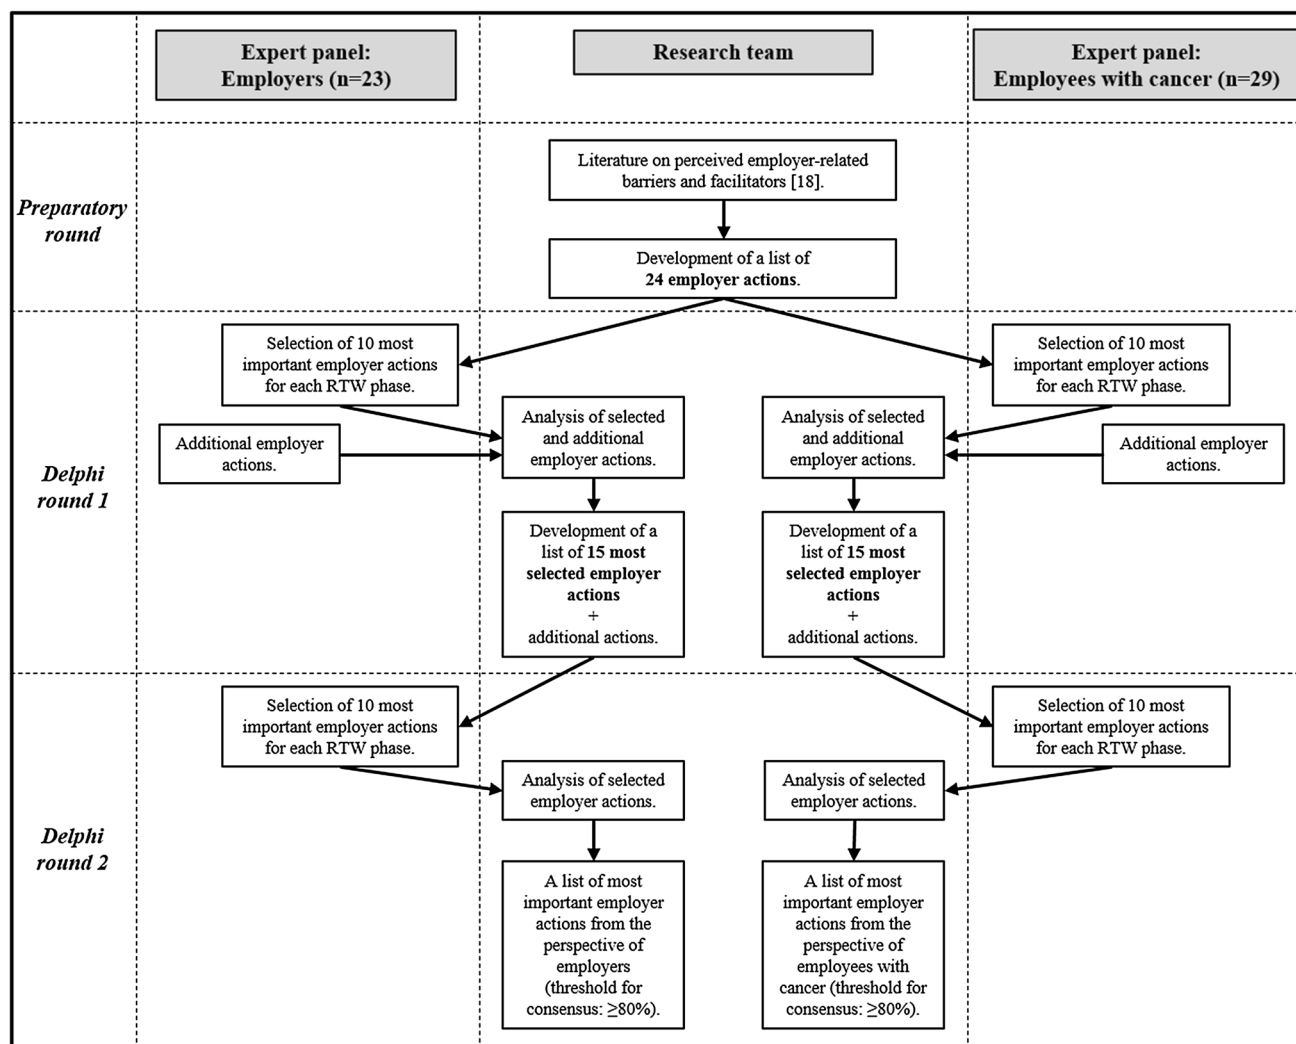 Expert panel:
Employers (n=23)
Research team
Expert panel:
Employees with cancer (n=29)
Preparatory
round
Literature on perceived employer-related
barriers and facilitators [18].
Development of a list of
24 employer actions.
Delphi
round 1
Selection of 10 most
important employer actions
for each RTW phase.
Additional employer
actions.
Analysis of selected
and additional
employer actions.
Development of a
list of 15 most
selected employer
actions
+
additional actions.
Analysis of selected
and additional
employer actions.
Development of a
list of 15 most
selected employer
actions
+
additional actions.
Selection of 10 most
important employer actions
for each RTW phase.
Additional employer
actions.
Delphi
round 2
Selection of 10 most
important employer actions
for each RTW phase.
Analysis of selected
employer actions.
A list of most
important employer
actions from the
perspective of
employers
(threshold for
consensus: ≥80%).
Analysis of selected
employer actions.
A list of most
important employer
actions from the
perspective of
employees with
cancer (threshold for
consensus: ≥80%).
Selection of 10 most
important employer actions
for each RTW phase.